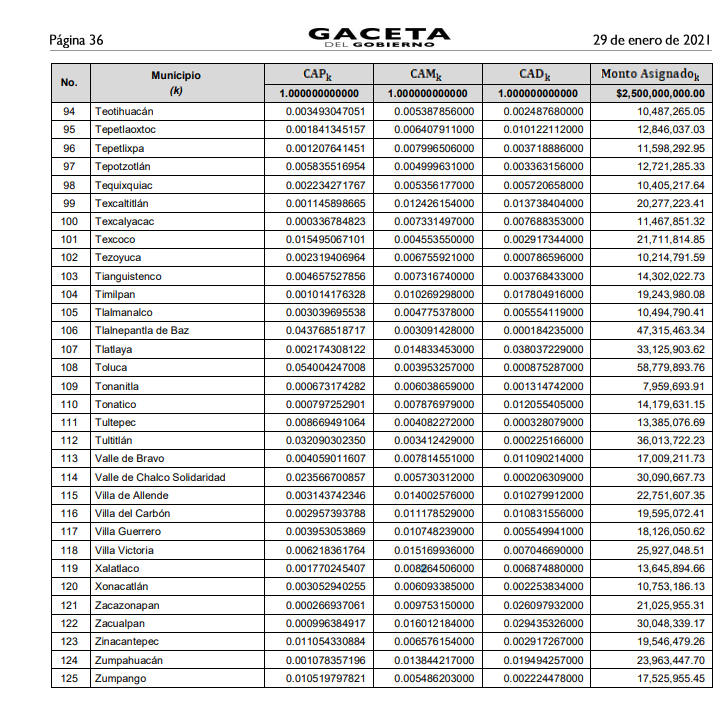 Página 36 GACETA DEL GOBIERNO 29 de enero de 2021
No. Municipio (k) CAPk CAMk CADk Monto Asignadok
1.000000000000 1.000000000000 1.000000000000 $2,500,000,000.00
94 Teotihuacán 0.003493047051 0.005387856000 0.002487680000 10,487,265.05
95 Tepetlaoxtoc 0.001841345157 0.006407911000 0.010122112000 12,846,037.03
96 Tepetlixpa 0.001207641451 0.007996506000 0.003718886000 11,598,292.95
97 Tepotzotlán 0.005835516954 0.004999631000 0.003363156000 12,721,285.33
98 Tequixquiac 0.002234271767 0.005356177000 0.005720658000 10,405,217.64
99 Texcaltitlán 0.001145898665 0.012426154000 0.013738404000 20,277,223.41
100 Texcalyacac 0.000336784823 0.007331497000 0.007688353000 11,467,851.32
101 Texcoco 0.015495067101 0.004553550000 0.002917344000 21,711,814.85
102 Tezoyuca 0.002319406964 0.006755921000 0.000786596000 10,214,791.59
103 Tianguistenco 0.004657527856 0.007316740000 0.003768433000 14,302,022.73
104 Timilpan 0.001014176328 0.010269298000 0.017804916000 19,243,980.08
105 Tlalmanalco 0.003039695538 0.004775378000 0.005554119000 10,494,790.41
106 Tlalnepantla de Baz 0.043768518717 0.003091428000 0.000184235000 47,315,463.34
107 Tlatlaya 0.002174308122 0.014833453000 0.038037229000 33,125,903.62
108 Toluca 0.054004247008 0.003953257000 0.000875287000 58,779,893.76
109 Tonanitla 0.000673174282 0.006038659000 0.001314742000 7,959,693.91
110 Tonatico 0.000797252901 0.007876979000 0.012055405000 14,179,631.15
111 Tultepec 0.008669491064 0.004082272000 0.000328079000 13,385,076.69
112 Tultitlán 0.032090302350 0.003412429000 0.000225166000 36,013,722.23
113 Valle de Bravo 0.004059011607 0.007814551000 0.011090214000 17,009,211.73
114 Valle de Chalco Solidaridad 0.023566700857 0.005730312000 0.000206309000 30,090,667.73
115 Villa de Allende 0.003143742346 0.014002576000 0.010279912000 22,751,607.35
116 Villa del Carbón 0.002957393788 0.011178529000 0.010831556000 19,595,072.41
117 Villa Guerrero 0.003953053869 0.010748239000 0.005549941000 18,126,050.62
118 Villa Victoria 0.006218361764 0.015169936000 0.007046690000 25,927,048.51
119 Xalatlaco 0.001770245407 0.008264506000 0.006874880000 13,645,894.66
120 Xonacatlán 0.003052940255 0.006093385000 0.002253834000 10,753,186.13
121 Zacazonapan 0.000266937061 0.009753150000 0.026097932000 21,025,955.31
122 Zacualpan 0.000996384917 0.016012184000 0.029435326000 30,048,339.17
123 Zinacantepec 0.011054330884 0.006576154000 0.002917267000 19,546,479.26
124 Zumpahuacán 0.001078357196 0.013844217000 0.019494257000 23,963,447.70
125 Zumpango 0.010519797821 0.005486203000 0.002224478000 17,525,955.45